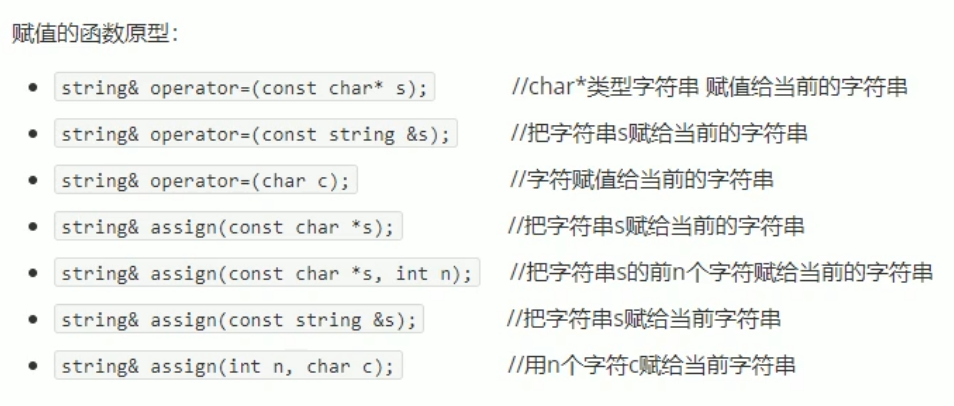 赋值的函数原型：
• string& operator=(const char* s); //char*类型字符串 赋值给当前的字符串
• string& operator=(const string &s); //把字符串s赋给当前的字符串
• string& operator=(char c); //字符赋值给当前的字符串
• string& assign(const char *s); //把字符串s赋给当前的字符串
• string& assign(const char *s, int n); //把字符串s的前n个字符赋给当前的字符串
• string& assign(const string &s); //把字符串s赋给当前字符串
• string& assign(int n, char c); //用n个字符c赋给当前字符串